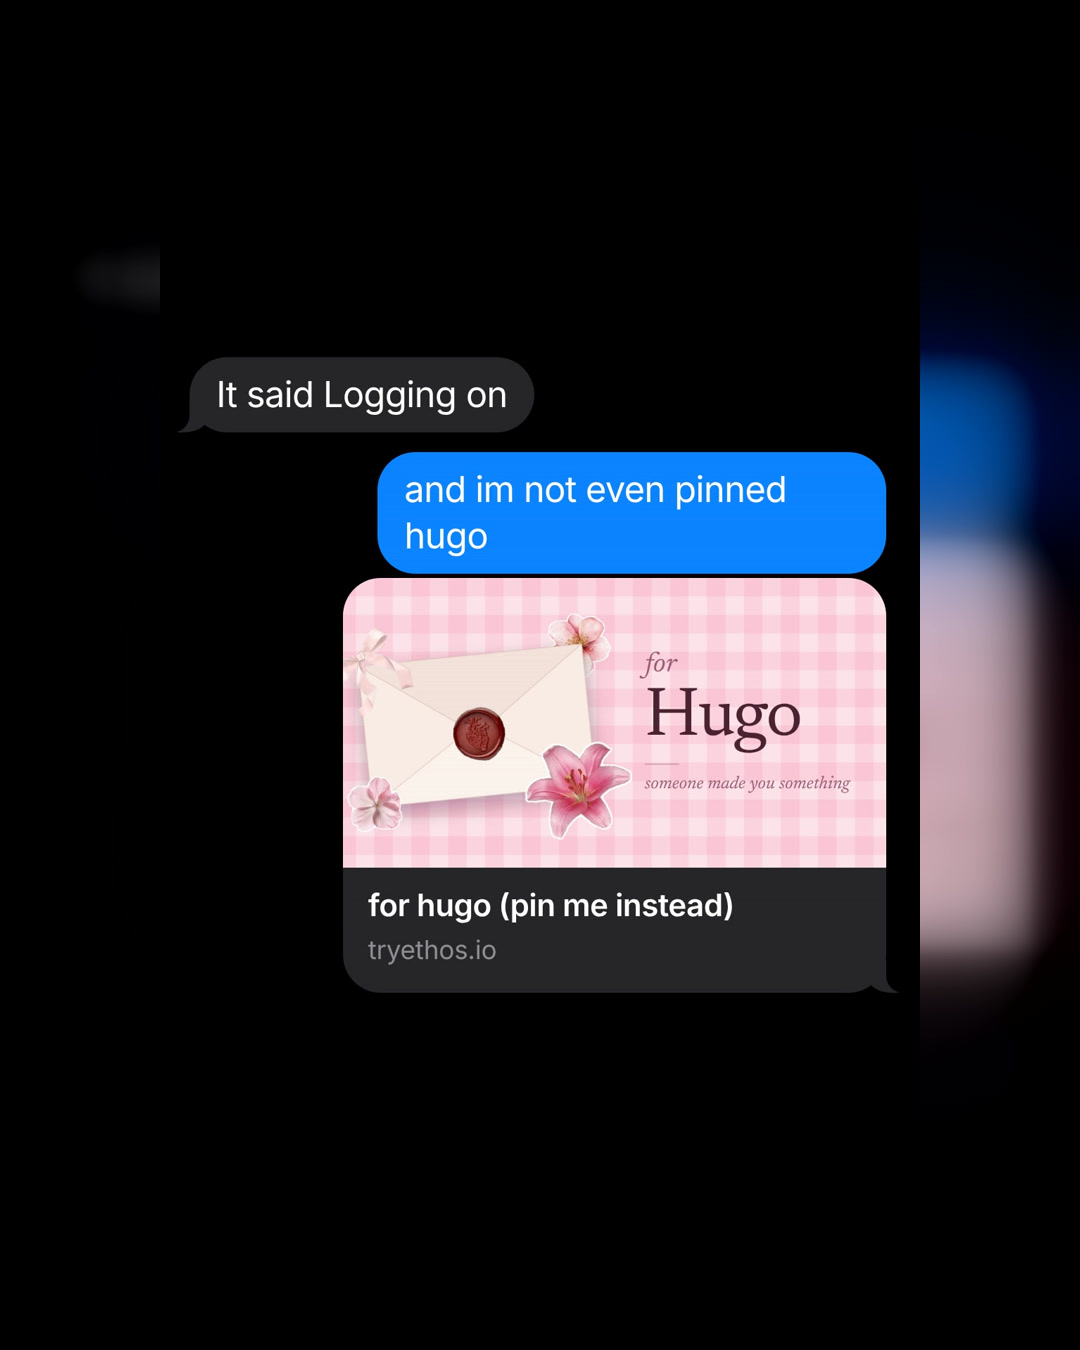 It said Logging on
and im not even pinned
hugo
for
Hugo
someone made you something
for hugo (pin me instead)
tryethos.io